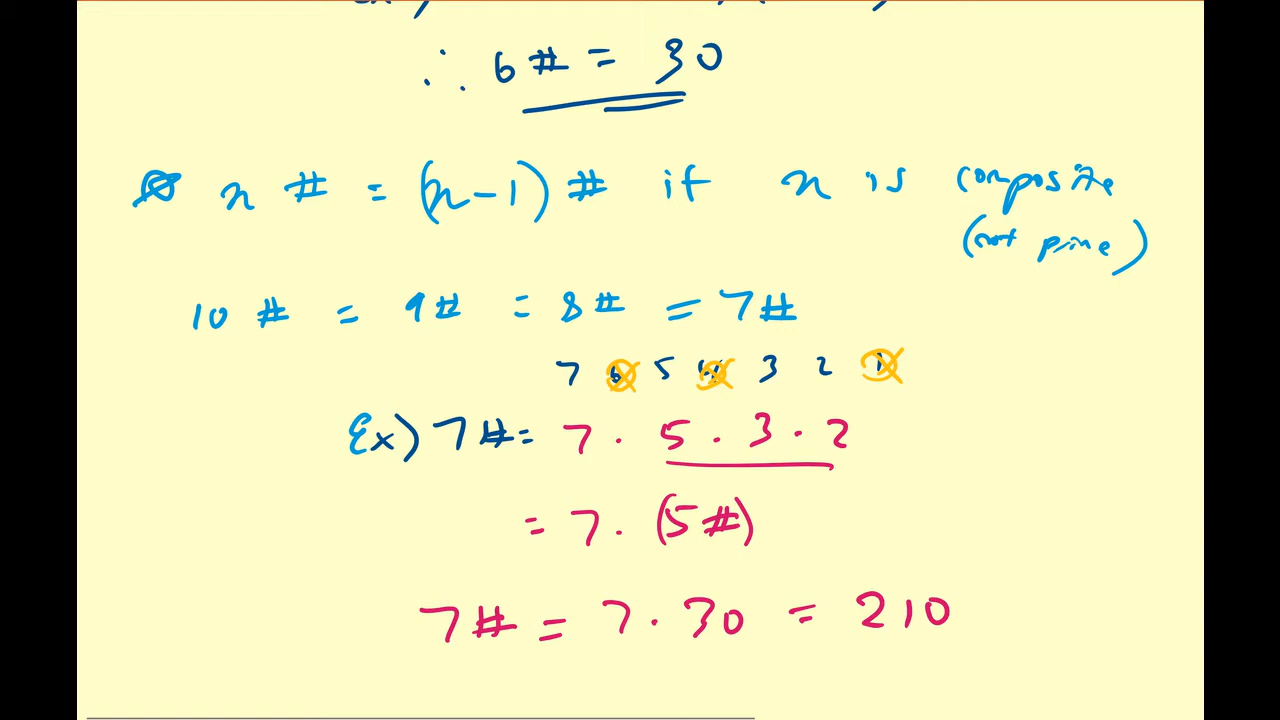 ∴ 6# = 30
n # = (n-1) # if n is composite
(not prime)
10 # = 9# = 8# = 7#
7 6 5 4 3 2 1
Ex) 7# = 7 · 5 · 3 · 2
= 7 · (5#)
7# = 7 · 30 = 210